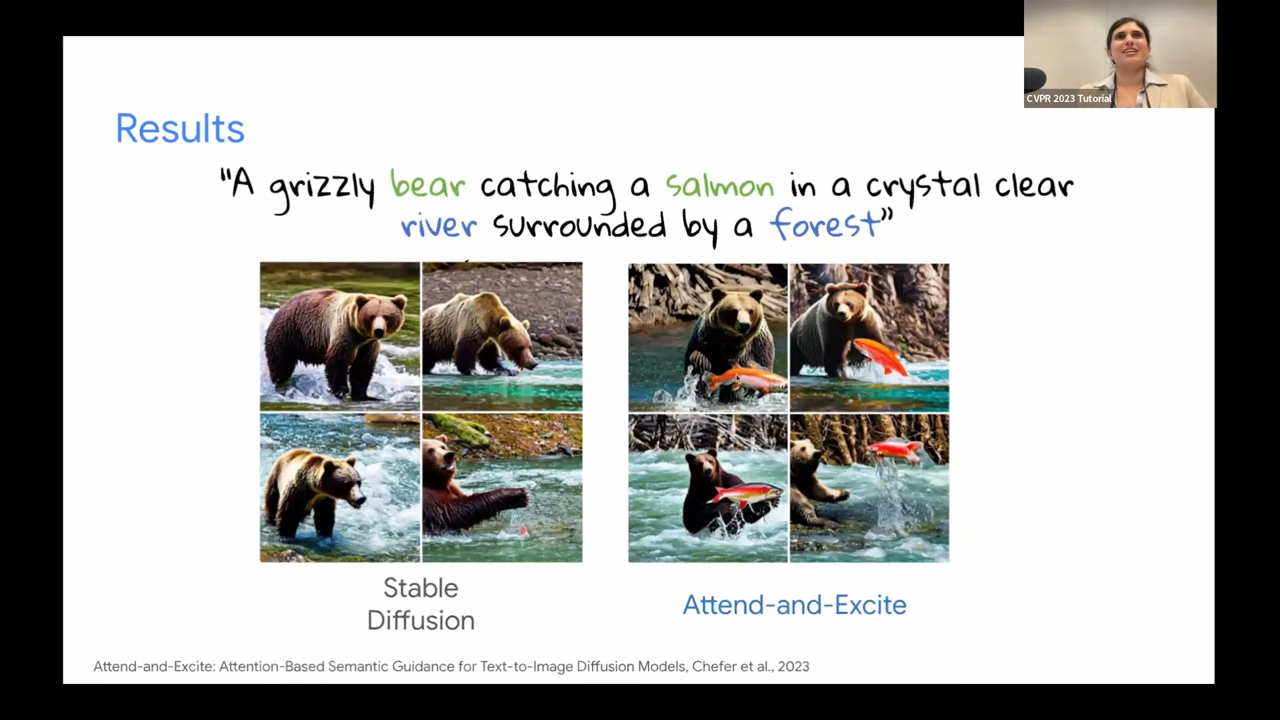 CVPR 2023 Tutorial
Results
"A grizzly bear catching a salmon in a crystal clear
river surrounded by a forest"
Stable
Diffusion
Attend-and-Excite
Attend-and-Excite: Attention-Based Semantic Guidance for Text-to-Image Diffusion Models, Chefer et al., 2023